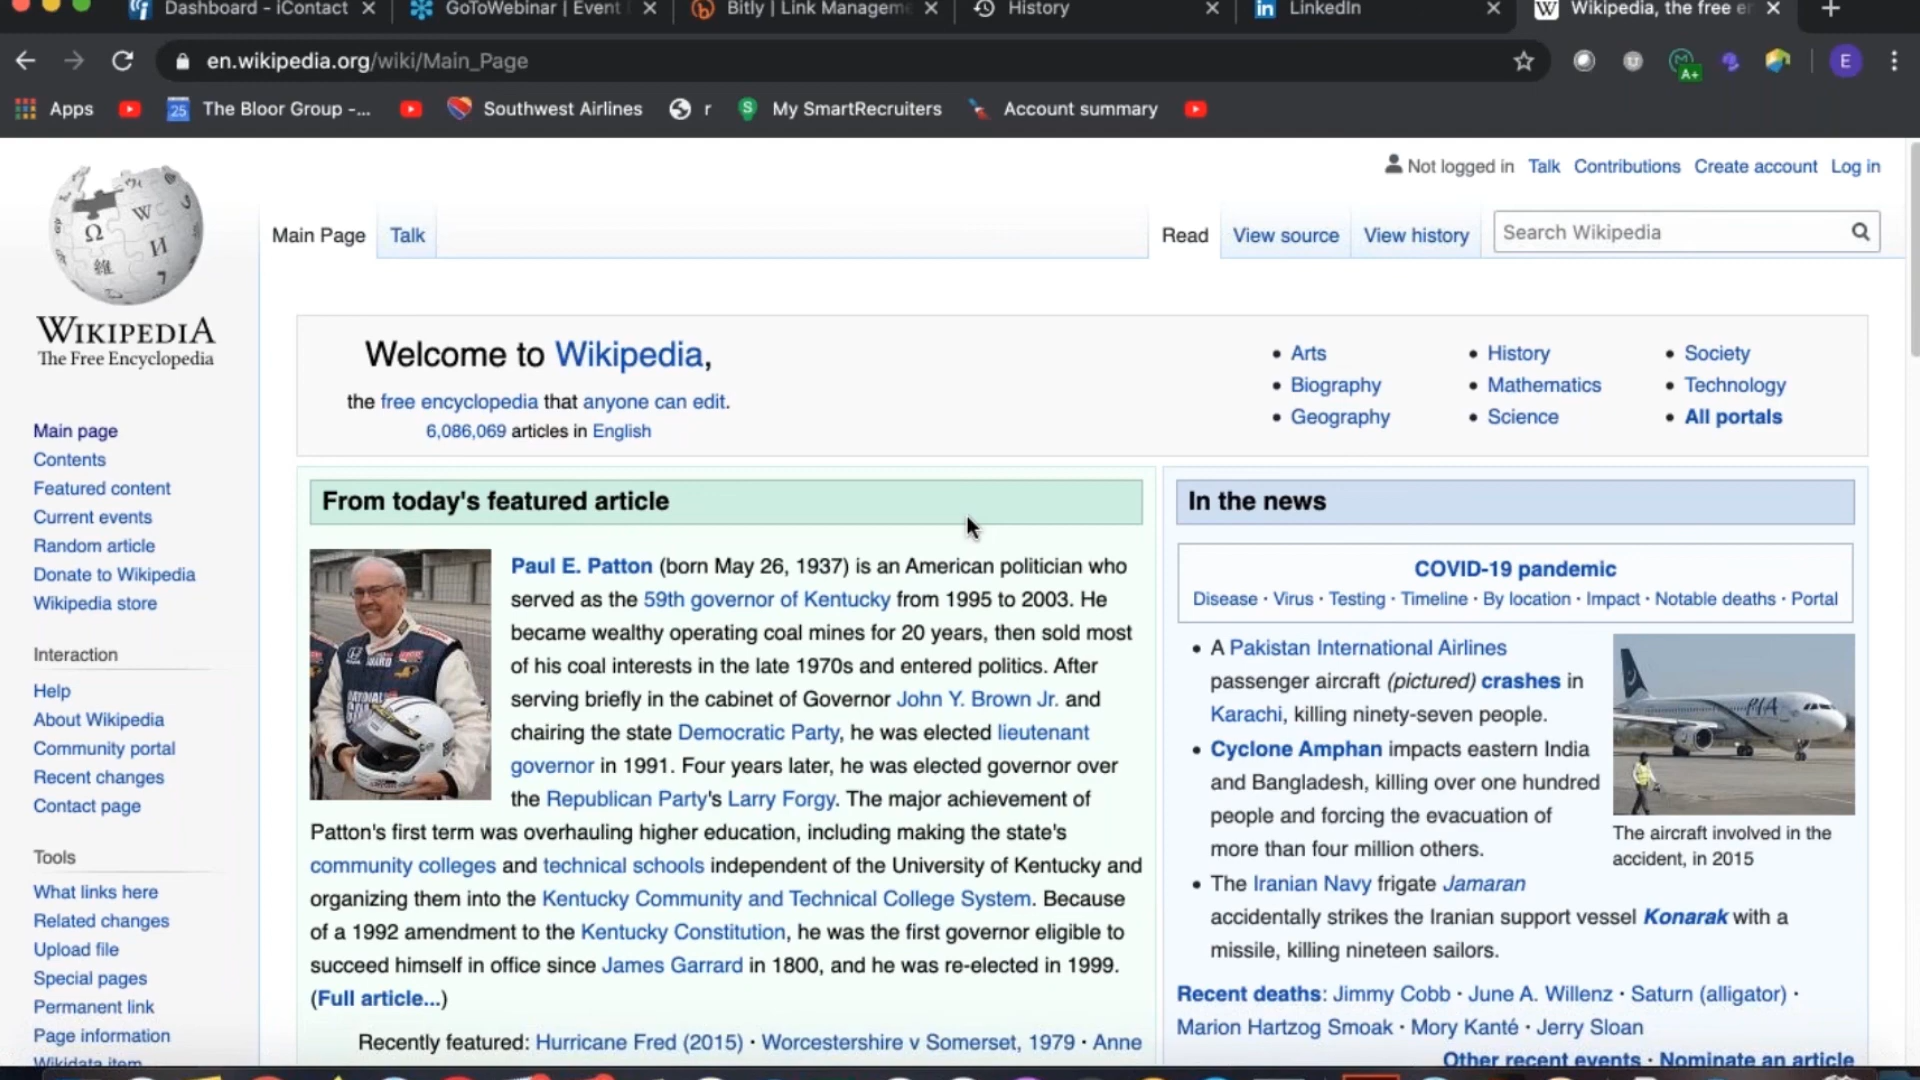 Dashboard - iContact
GoToWebinar | Event
Bitly | Link Manageme
History
LinkedIn
Wikipedia, the free e
en.wikipedia.org/wiki/Main_Page
A+
E
Apps
25
The Bloor Group -...
Southwest Airlines
r
My SmartRecruiters
Account summary
Not logged in Talk Contributions Create account Log in
Main Page Talk
Read View source View history
Search Wikipedia
WIKIPEDIA
The Free Encyclopedia
Main page
Contents
Featured content
Current events
Random article
Donate to Wikipedia
Wikipedia store
Interaction
Help
About Wikipedia
Community portal
Recent changes
Contact page
Tools
What links here
Related changes
Upload file
Special pages
Permanent link
Page information
Wikidata item
Welcome to Wikipedia,
the free encyclopedia that anyone can edit.
6,086,069 articles in English
• Arts
• Biography
• Geography
• History
• Mathematics
• Science
• Society
• Technology
• All portals
From today's featured article
Paul E. Patton (born May 26, 1937) is an American politician who
served as the 59th governor of Kentucky from 1995 to 2003. He
became wealthy operating coal mines for 20 years, then sold most
of his coal interests in the late 1970s and entered politics. After
serving briefly in the cabinet of Governor John Y. Brown Jr. and
chairing the state Democratic Party, he was elected lieutenant
governor in 1991. Four years later, he was elected governor over
the Republican Party's Larry Forgy. The major achievement of
Patton's first term was overhauling higher education, including making the state's
community colleges and technical schools independent of the University of Kentucky and
organizing them into the Kentucky Community and Technical College System. Because
of a 1992 amendment to the Kentucky Constitution, he was the first governor eligible to
succeed himself in office since James Garrard in 1800, and he was re-elected in 1999.
(Full article...)
Recently featured: Hurricane Fred (2015) · Worcestershire v Somerset, 1979 · Anne
In the news
COVID-19 pandemic
Disease · Virus · Testing · Timeline · By location · Impact · Notable deaths · Portal
• A Pakistan International Airlines
passenger aircraft (pictured) crashes in
Karachi, killing ninety-seven people.
• Cyclone Amphan impacts eastern India
and Bangladesh, killing over one hundred
people and forcing the evacuation of
more than four million others.
PIA
The aircraft involved in the
accident, in 2015
• The Iranian Navy frigate Jamaran
accidentally strikes the Iranian support vessel Konarak with a
missile, killing nineteen sailors.
Recent deaths: Jimmy Cobb · June A. Willenz · Saturn (alligator) ·
Marion Hartzog Smoak · Mory Kanté · Jerry Sloan
Other recent events · Nominate an article